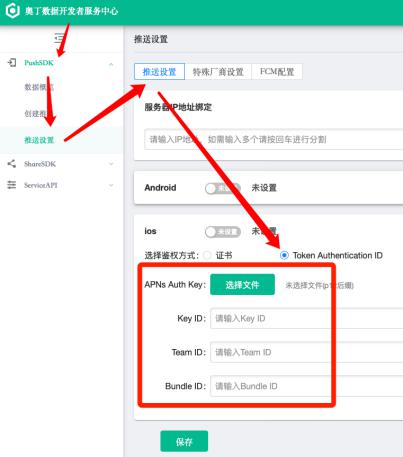 奥丁数据开发者服务中心
PushSDK
数据概
创建推
推送设置
ShareSDK
ServiceAPI
推送设置
推送设置
特殊厂商设置
FCM配置
服务器IP地址绑定
请输入IP地 如需输入多个请按回车进行分割
Android
未设置
ios
未设置
未设置
选择鉴权方式:
证书
Token Authentication ID
APNs Auth Key:
选择文件
未选择文件(p 后缀)
Key ID:
请输入Key ID
Team ID:
请输入Team ID
Bundle ID:
请输入Bundle ID
保存